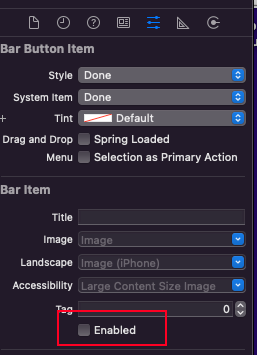 Bar Button Item
Style Done
System Item Done
Tint Default
Drag and Drop Spring Loaded
Menu Selection as Primary Action
Bar Item
Title
Image Image
Landscape Image (iPhone)
Accessibility Large Content Size Image
Tag 0
Enabled